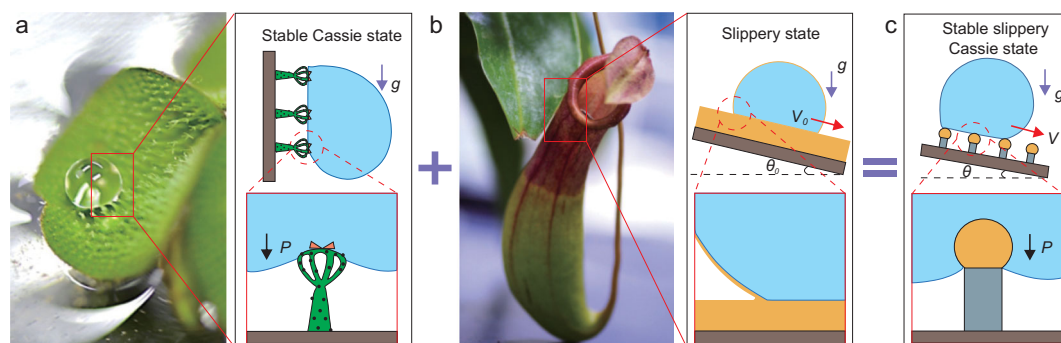 a
Stable Cassie state
g
P
+
b
Slippery state
g
V₀
θ₀
=
c
Stable slippery
Cassie state
g
V
θ
P